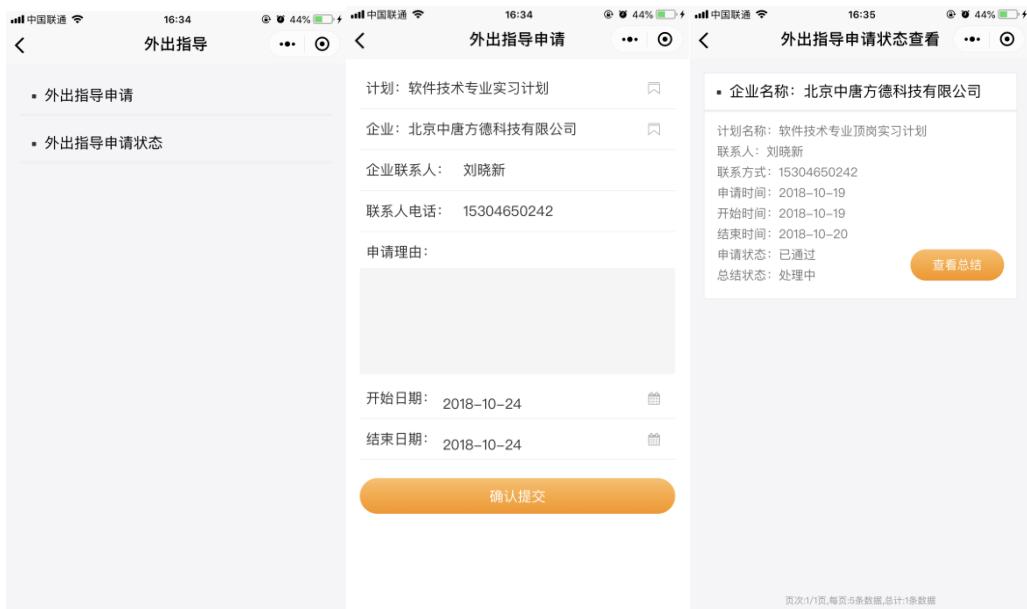 中国联通 16:34 44%
外出指导
外出指导申请
外出指导申请状态
中国联通 16:34 44%
外出指导申请
计划：软件技术专业实习计划
企业：北京中唐方德科技有限公司
企业联系人： 刘晓新
联系人电话： 15304650242
申请理由：
开始日期： 2018-10-24
结束日期： 2018-10-24
确认提交
中国联通 16:35 44%
外出指导申请状态查看
企业名称：北京中唐方德科技有限公司
计划名称：软件技术专业顶岗实习计划
联系人：刘晓新
联系方式：15304650242
申请时间：2018-10-19
开始时间：2018-10-19
结束时间：2018-10-20
申请状态：已通过
总结状态：处理中
查看总结
页次:1/1页,每页:5条数据,总计:1条数据